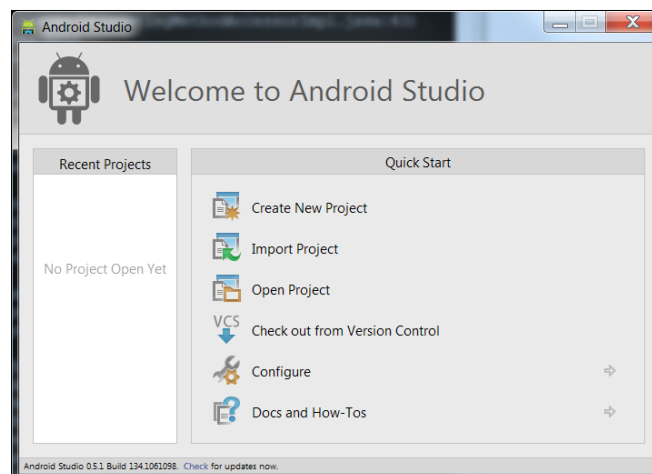 Android Studio
Welcome to Android Studio
Recent Projects
No Project Open Yet
Quick Start
Create New Project
Import Project
Open Project
VCS
Check out from Version Control
Configure
Docs and How-Tos
Android Studio 0.5.1 Build 134.1061098. Check for updates now.